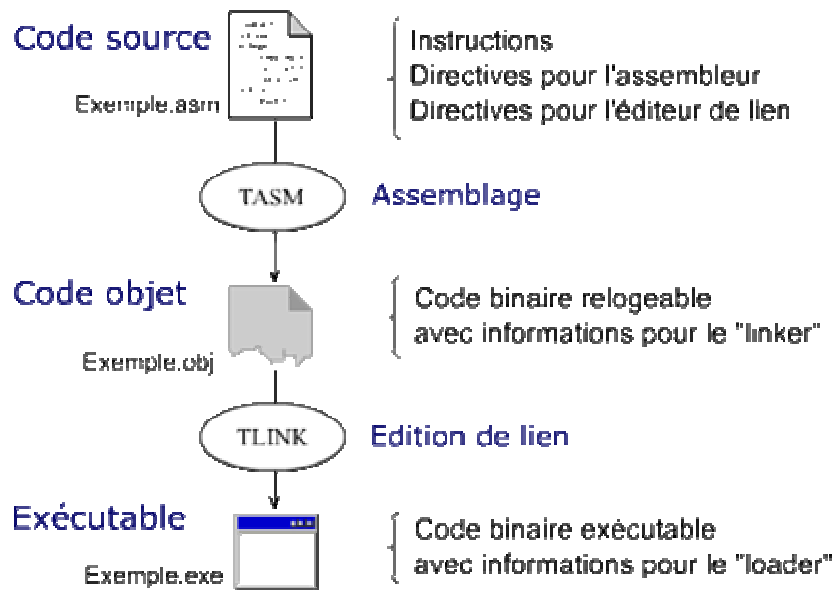 Code source
Exemple.asm
Instructions
Directives pour l'assembleur
Directives pour l'éditeur de lien
TASM
Assemblage
Code objet
Exemple.obj
Code binaire relogeable
avec informations pour le "linker"
TLINK
Edition de lien
Exécutable
Exemple.exe
Code binaire exécutable
avec informations pour le "loader"